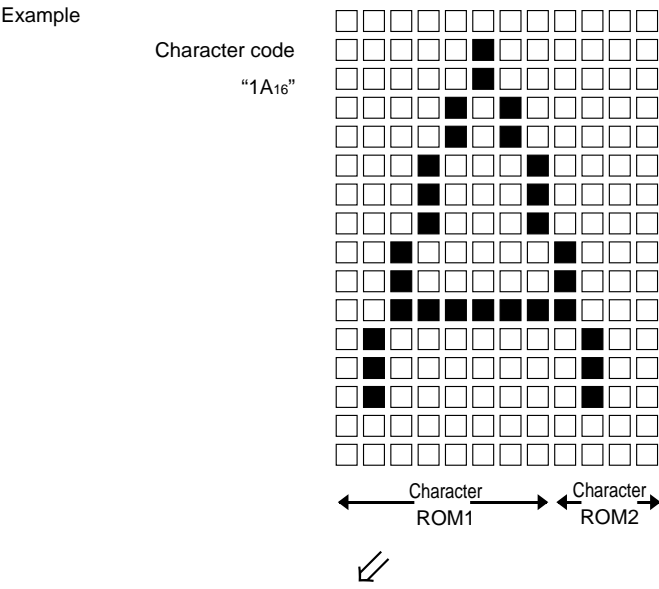 Example
Character code
“1A16”
Character Character
ROM1 ROM2